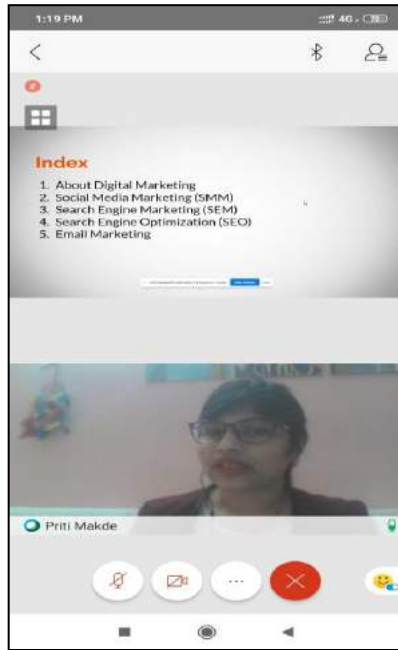 1:19 PM
4G
Index
1. About Digital Marketing
2. Social Media Marketing (SMM)
3. Search Engine Marketing (SEM)
4. Search Engine Optimization (SEO)
5. Email Marketing
Priti Makde